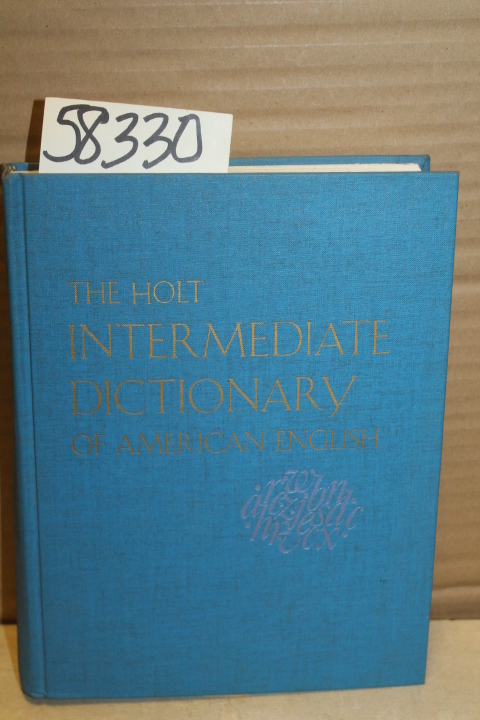 58330
THE HOLT
INTERMEDIATE
DICTIONARY
OF AMERICAN ENGLISH